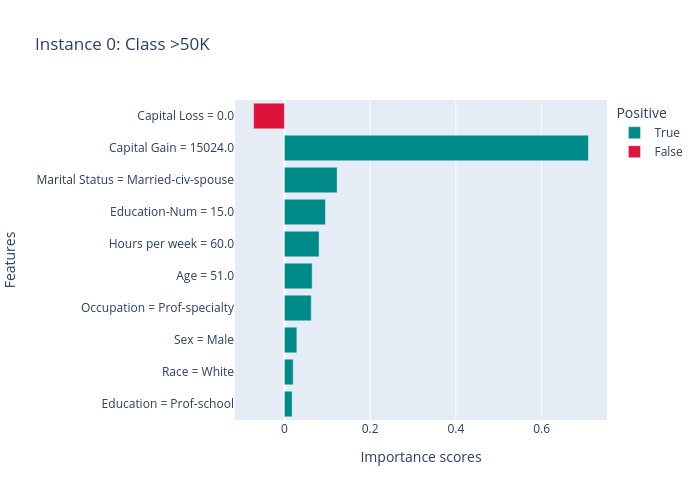 Instance 0: Class >50K
Positive
True
False
Features
Capital Loss = 0.0
Capital Gain = 15024.0
Marital Status = Married-civ-spouse
Education-Num = 15.0
Hours per week = 60.0
Age = 51.0
Occupation = Prof-specialty
Sex = Male
Race = White
Education = Prof-school
0 0.2 0.4 0.6
Importance scores